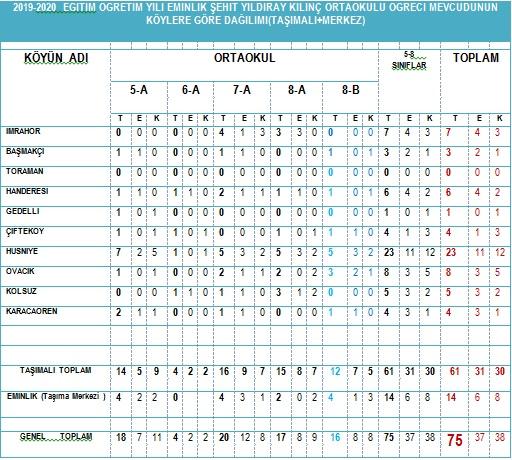 2019-2020 EGİTİM OGRETİM YILI EMİNLİK ŞEHİT YILDIRAY KILINÇ ORTAOKULU OGRECİ MEVCUDUNUN
KÖYLERE GÖRE DAĞILIMI(TAŞIMALI+MERKEZ)
KÖYÜN ADI ORTAOKUL 5-8 SINIFLAR TOPLAM
5-A 6-A 7-A 8-A 8-B
T E K T E K T E K T E K T E K T E K T E K
IMRAHOR 0 0 0 0 0 0 4 1 3 3 3 0 0 0 0 7 4 3 7 4 3
BAŞMAKÇI 1 1 0 0 0 0 1 1 0 0 0 0 1 0 1 3 2 1 3 2 1
TORAMAN 0 0 0 0 0 0 0 0 0 0 0 0 0 0 0 0 0 0 0 0 0
HANDERESI 1 1 0 1 1 0 2 1 1 1 1 0 1 0 1 6 4 2 6 4 2
GEDELLI 1 0 1 0 0 0 0 0 0 0 0 0 0 0 0 1 0 1 1 0 1
ÇIFTEKOY 1 0 1 0 0 0 1 0 1 1 0 1 1 1 0 4 1 3 4 1 3
HUSNIYE 7 2 5 1 0 1 5 3 2 5 3 2 5 3 2 23 11 12 23 11 12
OVACIK 1 0 1 0 0 0 2 1 1 2 0 2 3 2 1 8 3 5 8 3 5
KOLSUZ 0 0 0 1 1 0 1 1 0 3 1 2 0 0 0 5 3 2 5 3 2
KARACAOREN 2 1 1 0 0 0 1 1 0 0 0 0 1 1 0 4 3 1 4 3 1
TAŞIMALI TOPLAM 14 5 9 4 2 2 16 9 7 15 8 7 12 7 5 61 31 30 61 31 30
EMINLIK (Taşıma Merkezi ) 4 2 2 0 4 3 1 2 0 2 4 1 3 14 6 8 14 6 8
GENEL TOPLAM 18 7 11 4 2 2 20 12 8 17 8 9 16 8 8 75 37 38 75 37 38